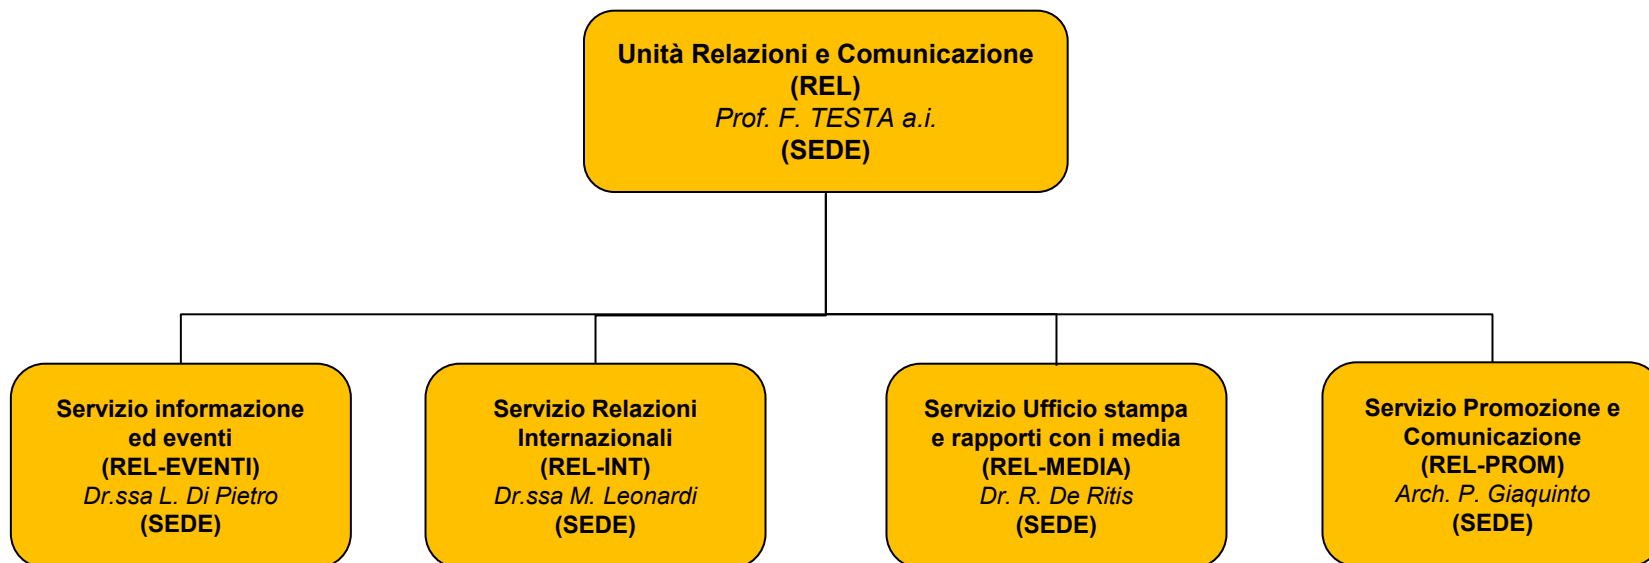 Unità Relazioni e Comunicazione
(REL)
Prof. F. TESTA a.i.
(SEDE)
Servizio informazione
ed eventi
(REL-EVENTI)
Dr.ssa L. Di Pietro
(SEDE)
Servizio Relazioni
Internazionali
(REL-INT)
Dr.ssa M. Leonardi
(SEDE)
Servizio Ufficio stampa
e rapporti con i media
(REL-MEDIA)
Dr. R. De Ritis
(SEDE)
Servizio Promozione e
Comunicazione
(REL-PROM)
Arch. P. Giaquinto
(SEDE)